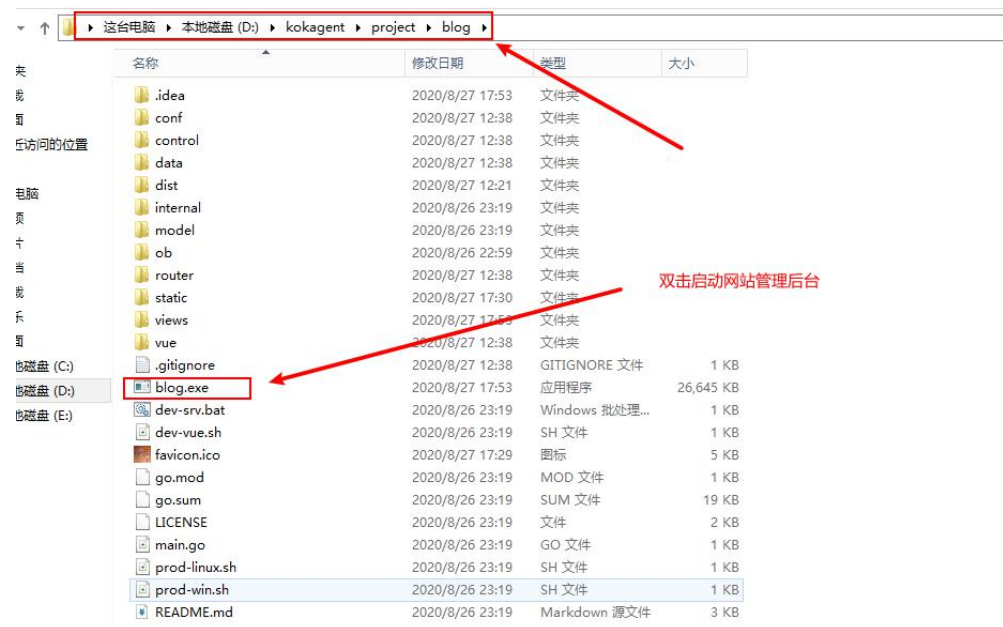 这台电脑 本地磁盘 (D:) kokagent project blog
名称 修改日期 类型 大小
.idea 2020/8/27 17:53 文件夹
conf 2020/8/27 12:38 文件夹
control 2020/8/27 12:38 文件夹
data 2020/8/27 12:38 文件夹
dist 2020/8/27 12:21 文件夹
internal 2020/8/26 23:19 文件夹
model 2020/8/26 23:19 文件夹
ob 2020/8/26 22:59 文件夹
router 2020/8/27 12:38 文件夹
static 2020/8/27 17:30 文件夹
views 2020/8/27 17:53 文件夹
vue 2020/8/27 12:38 文件夹
.gitignore 2020/8/27 12:38 GITIGNORE 文件 1 KB
blog.exe 2020/8/27 17:53 应用程序 26,645 KB
dev-srv.bat 2020/8/26 23:19 Windows 批处理... 1 KB
dev-vue.sh 2020/8/26 23:19 SH 文件 1 KB
favicon.ico 2020/8/27 17:29 图标 5 KB
go.mod 2020/8/26 23:19 MOD 文件 1 KB
go.sum 2020/8/26 23:19 SUM 文件 19 KB
LICENSE 2020/8/26 23:19 文件 2 KB
main.go 2020/8/26 23:19 GO 文件 1 KB
prod-linux.sh 2020/8/26 23:19 SH 文件 1 KB
prod-win.sh 2020/8/26 23:19 SH 文件 1 KB
README.md 2020/8/26 23:19 Markdown 源文件 3 KB
双击启动网站管理后台
夹
载
面
近访问的位置
电脑
频
片
载
乐
面
地磁盘 (C:)
地磁盘 (D:)
地磁盘 (E:)